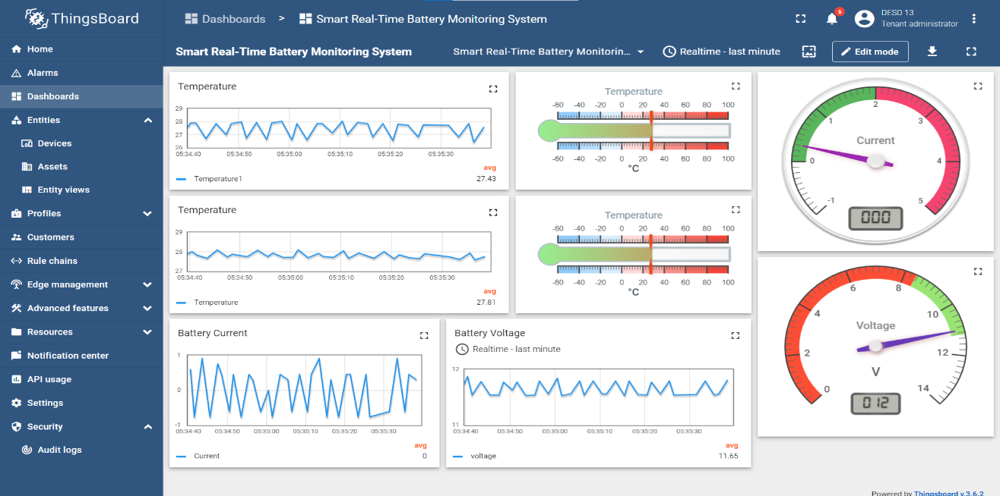 ThingsBoard
Dashboards > Smart Real-Time Battery Monitoring System
5
DESD 13
Tenant administrator
Home
Alarms
Dashboards
Entities
Devices
Assets
Entity views
Profiles
Customers
Rule chains
Edge management
Advanced features
Resources
Notification center
API usage
Settings
Security
Audit logs
Smart Real-Time Battery Monitoring System
Smart Real-Time Battery Monitorin...
Realtime - last minute
Edit mode
Temperature
29
28
27
26
05:34:40 05:34:50 05:35:00 05:35:10 05:35:20 05:35:30
avg
Temperature1 27.43
Temperature
-60 -40 -20 0 20 40 60 80 100
-60 -40 -20 0 20 40 60 80 100
°C
Current
-1 0 1 2 3 4 5
000
Temperature
29
28
27
05:34:40 05:34:50 05:35:00 05:35:10 05:35:20 05:35:30
avg
Temperature 27.81
Temperature
-60 -40 -20 0 20 40 60 80 100
-60 -40 -20 0 20 40 60 80 100
°C
Battery Current
1
0
-1
05:34:40 05:34:50 05:35:00 05:35:10 05:35:20 05:35:30
avg
Current 0
Battery Voltage
Realtime - last minute
12
11
05:34:40 05:34:50 05:35:00 05:35:10 05:35:20 05:35:30
avg
voltage 11.65
Voltage
0 2 4 6 8 10 12 14
V
012
Powered by Thingsboard v.3.6.2